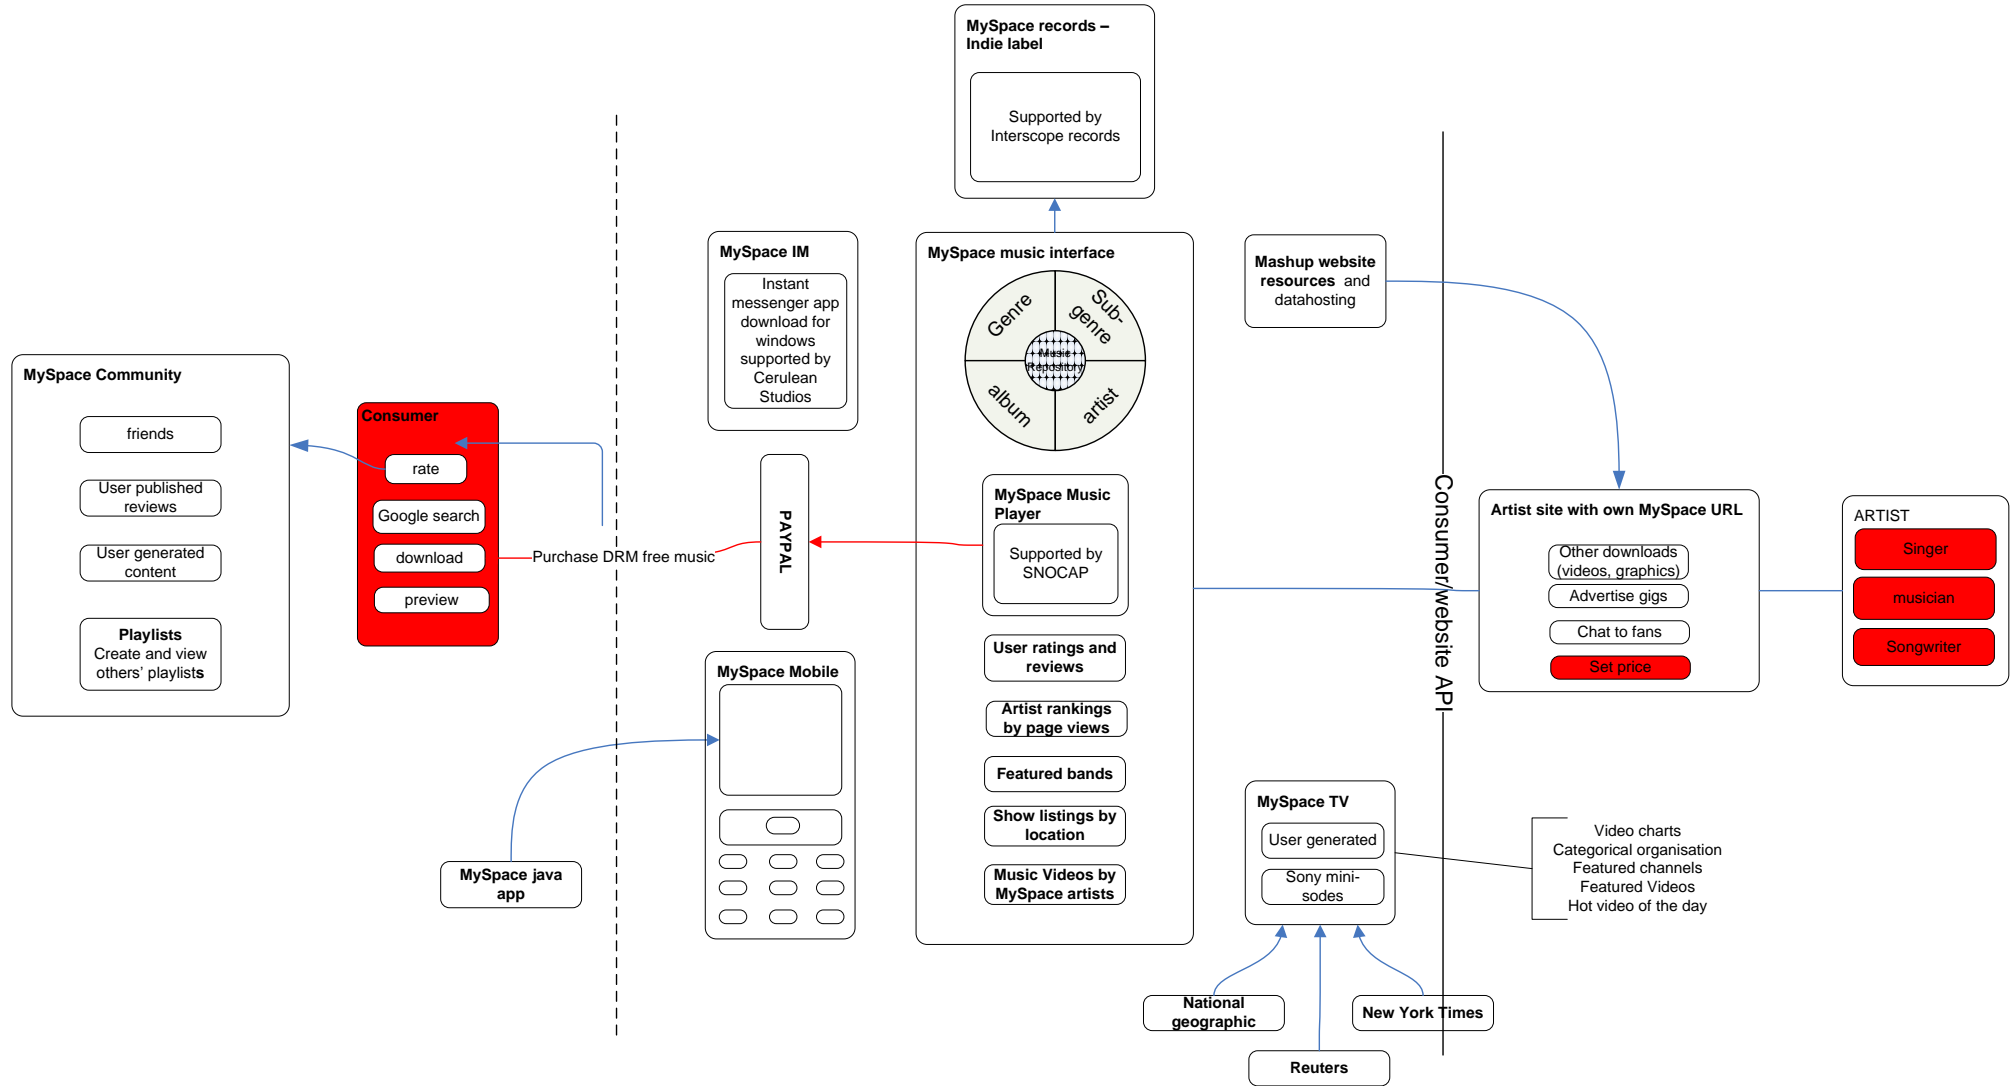 MySpace records –
Indie label
Supported by
Interscope records
MySpace IM
Instant
messenger app
download for
windows
supported by
Cerulean
Studios
MySpace music interface
Genre
Sub-
genre
Music
Repository
album
artist
Mashup website
resources and
datahosting
MySpace Community
friends
User published
reviews
User generated
content
Playlists
Create and view
others’ playlists
Consumer
rate
Google search
download
preview
Purchase DRM free music
PAYPAL
MySpace Music
Player
Supported by
SNOCAP
User ratings and
reviews
Artist rankings
by page views
Featured bands
Show listings by
location
Music Videos by
MySpace artists
Consumer/website API
Artist site with own MySpace URL
Other downloads
(videos, graphics)
Advertise gigs
Chat to fans
Set price
ARTIST
Singer
musician
Songwriter
MySpace Mobile
MySpace java
app
MySpace TV
User generated
Sony mini-
sodes
Video charts
Categorical organisation
Featured channels
Featured Videos
Hot video of the day
National
geographic
New York Times
Reuters